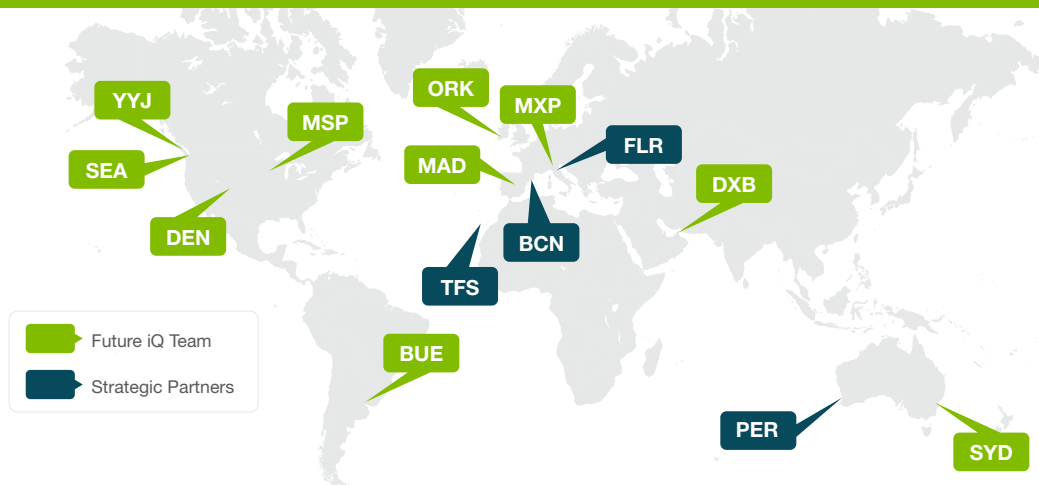 YYJ
MSP
SEA
DEN
ORK
MXP
MAD
FLR
DXB
BCN
TFS
BUE
PER
SYD
Future iQ Team
Strategic Partners